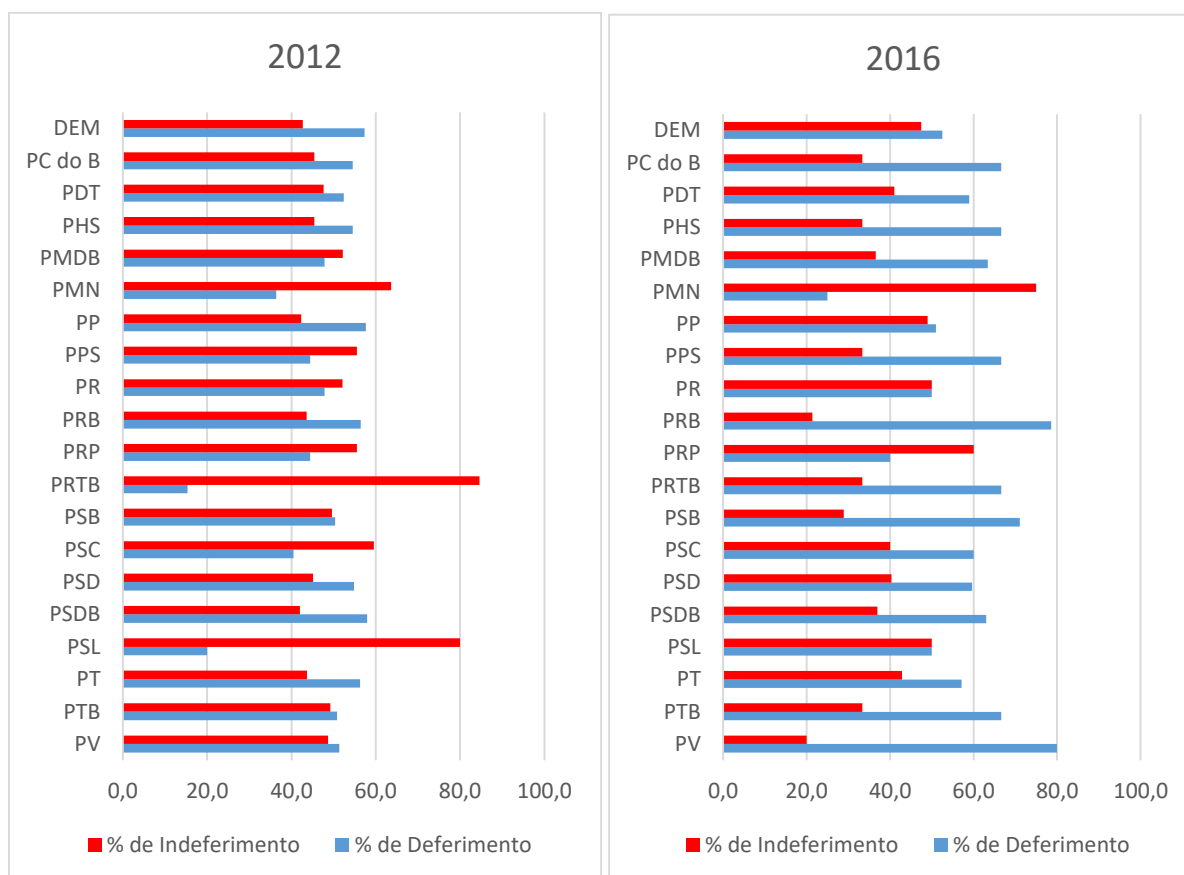 2012
DEM
PC do B
PDT
PHS
PMDB
PMN
PP
PPS
PR
PRB
PRP
PRTB
PSB
PSC
PSD
PSDB
PSL
PT
PTB
PV
0,0 20,0 40,0 60,0 80,0 100,0
% de Indeferimento % de Deferimento
2016
DEM
PC do B
PDT
PHS
PMDB
PMN
PP
PPS
PR
PRB
PRP
PRTB
PSB
PSC
PSD
PSDB
PSL
PT
PTB
PV
0,0 20,0 40,0 60,0 80,0 100,0
% de Indeferimento % de Deferimento